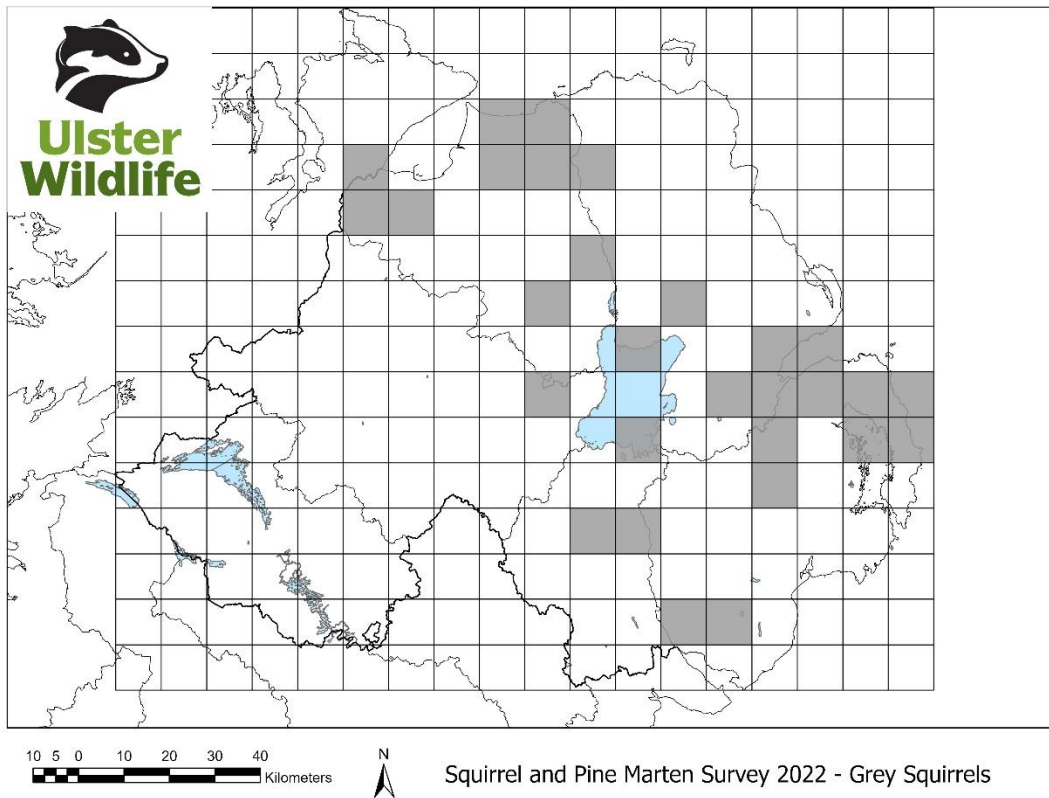 Ulster
Wildlife
10 5 0 10 20 30 40
Kilometers
N
Squirrel and Pine Marten Survey 2022 - Grey Squirrels